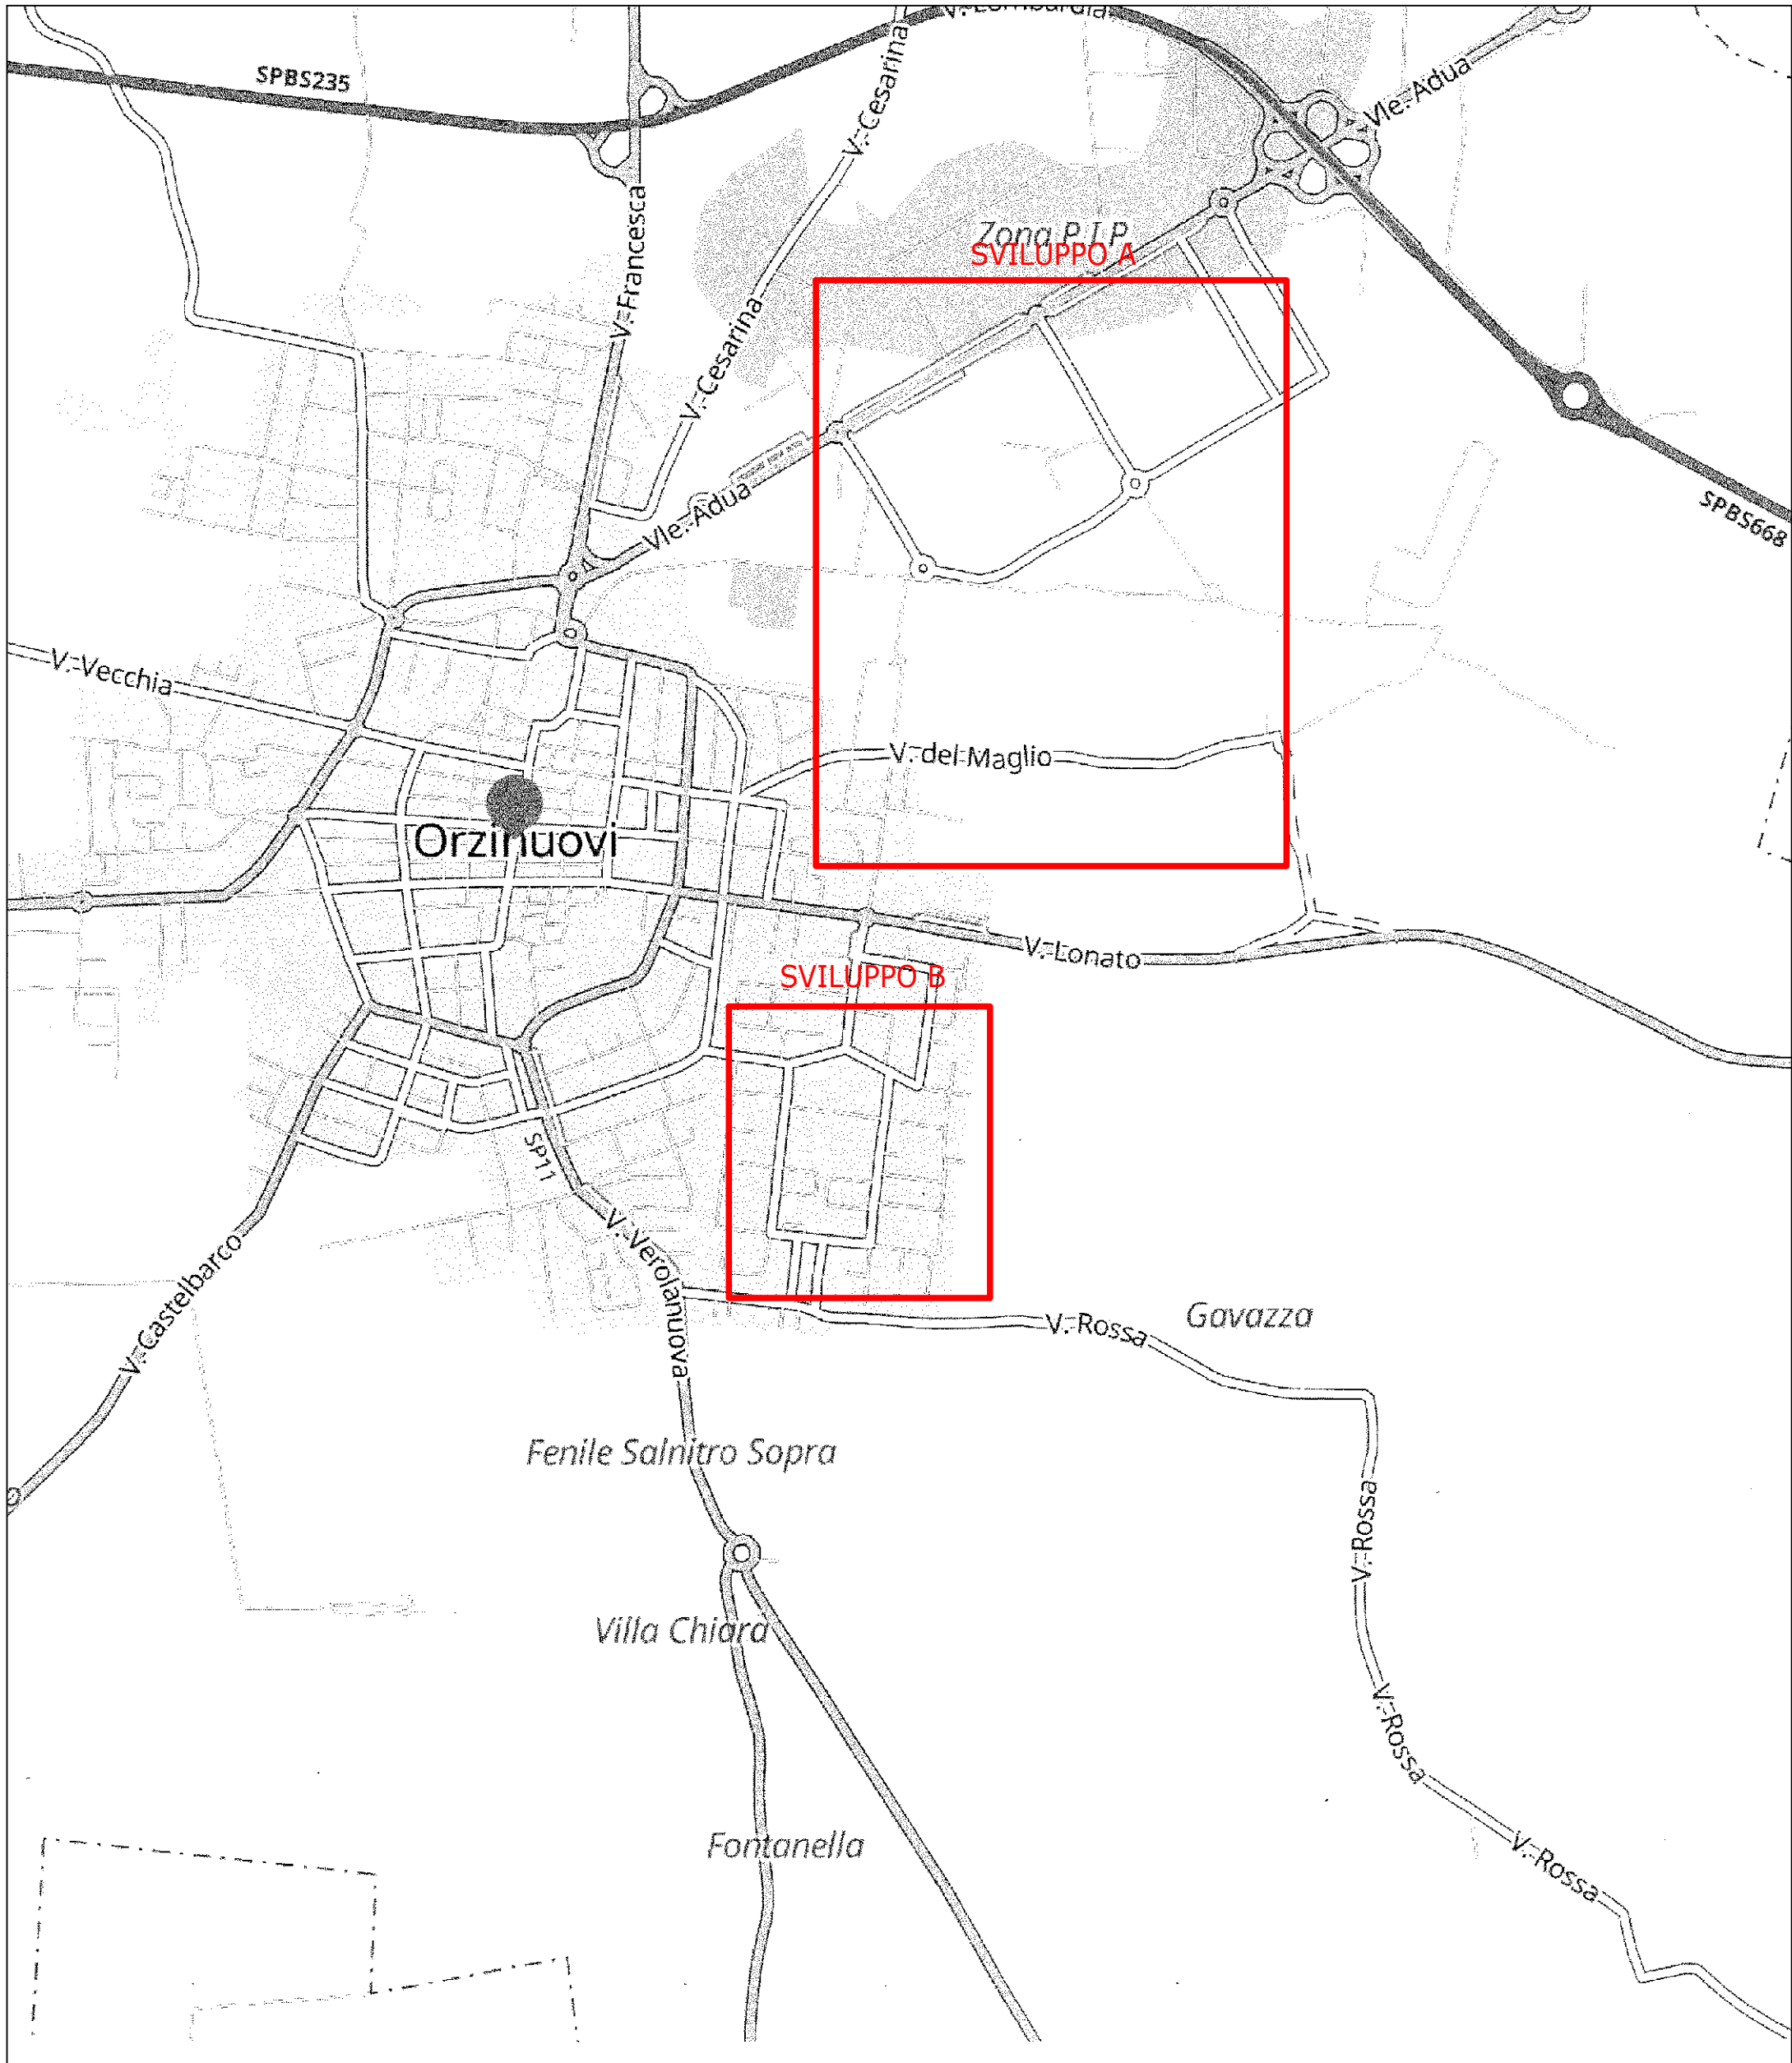 V. Lombardia
SPBS235
V. Cesarina
Vle. Adua
V. Francesca
Zona P.I.P.
SVILUPPO A
V. Cesarina
Vle. Adua
SPBS668
V. Vecchia
V. del Maglio
Orzinuovi
V. Lonato
SVILUPPO B
SP11
V. Verolanuova
V. Castelbarco
Gavazza
V. Rossa
Fenile Salnitro Sopra
V. Rossa
Villa Chiara
V. Rossa
Fontanella
V. Rossa